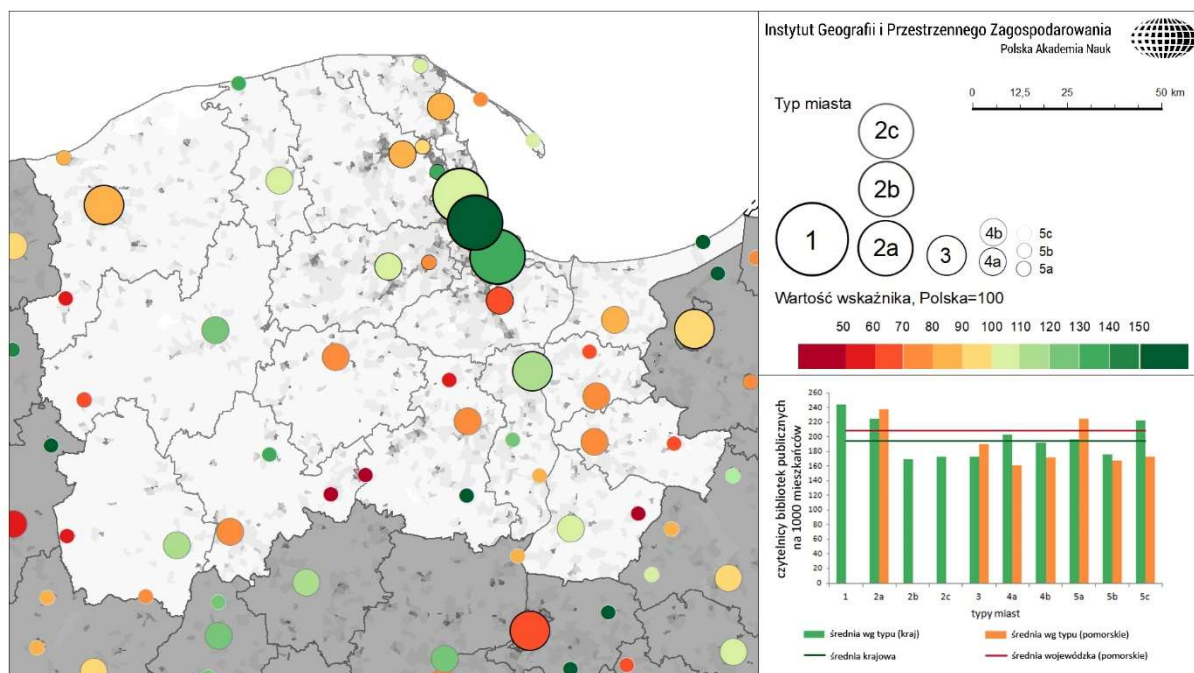 Instytut Geografii i Przestrzennego Zagospodarowania
Polska Akademia Nauk
0 12,5 25 50 km
Typ miasta
2c
2b
1
2a
3
4b
4a
5c
5b
5a
Wartość wskaźnika, Polska=100
50 60 70 80 90 100 110 120 130 140 150
czytelnicy bibliotek publicznych
na 1000 mieszkańców
260
240
220
200
180
160
140
120
100
80
60
40
20
0
1 2a 2b 2c 3 4a 4b 5a 5b 5c
typy miast
średnia wg typu (kraj)
średnia wg typu (pomorskie)
średnia krajowa
średnia wojewódzka (pomorskie)